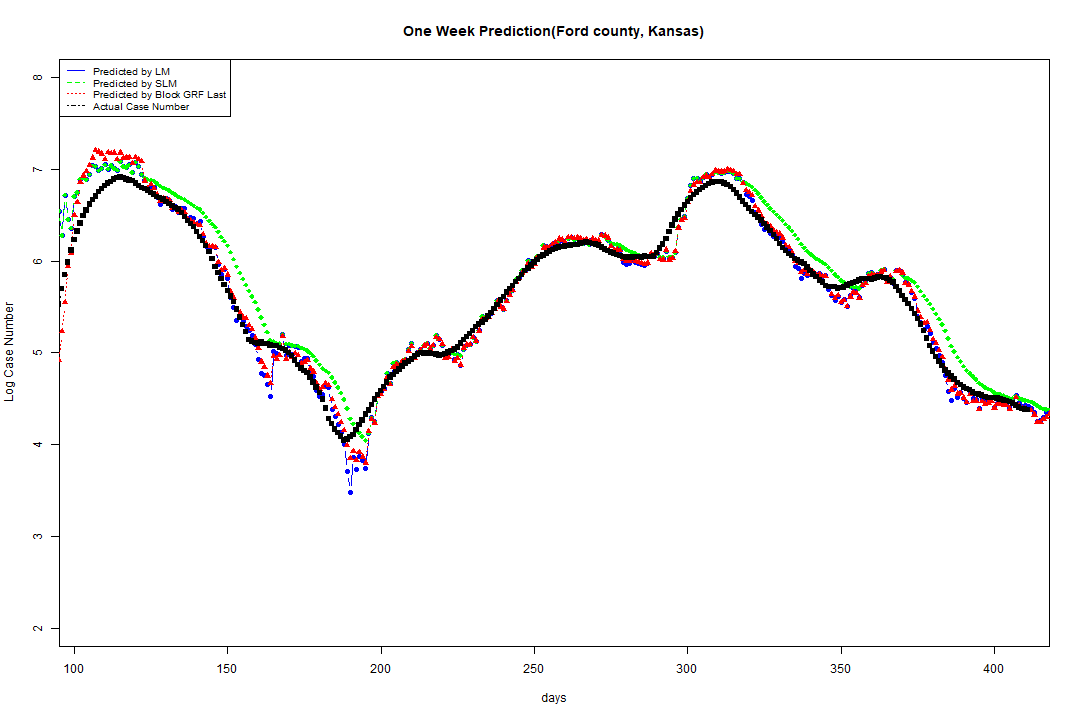 One Week Prediction(Ford county, Kansas)
Predicted by LM
Predicted by SLM
Predicted by Block GRF Last
Actual Case Number
8
7
6
5
4
3
2
Log Case Number
100 150 200 250 300 350 400
days